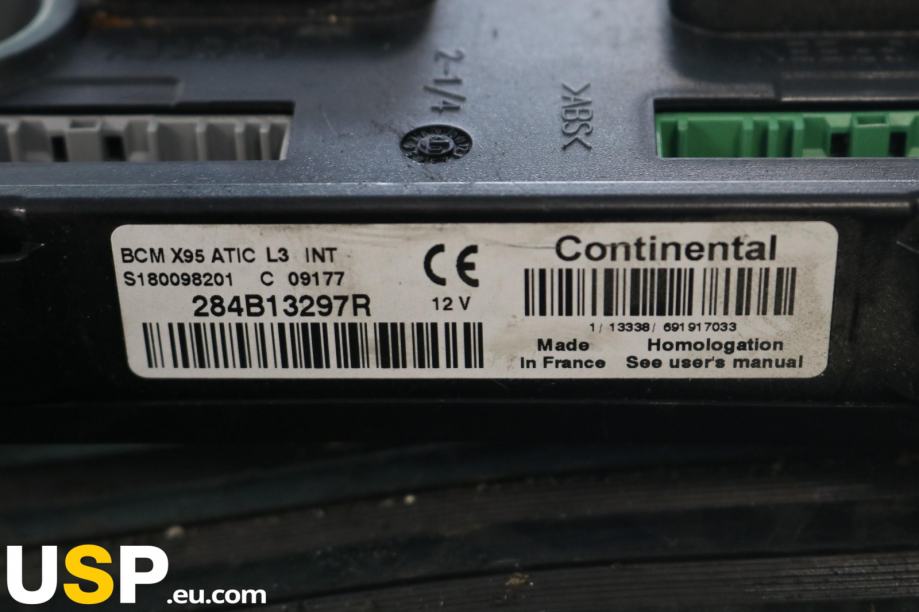 2-1/4
>ABS<
BCM X95 ATIC L3 INT
S180098201 C 09177
284B13297R
12 V
CE
Continental
1/ 13338/ 691917033
Made
In France
Homologation
See user's manual
USP.eu.com